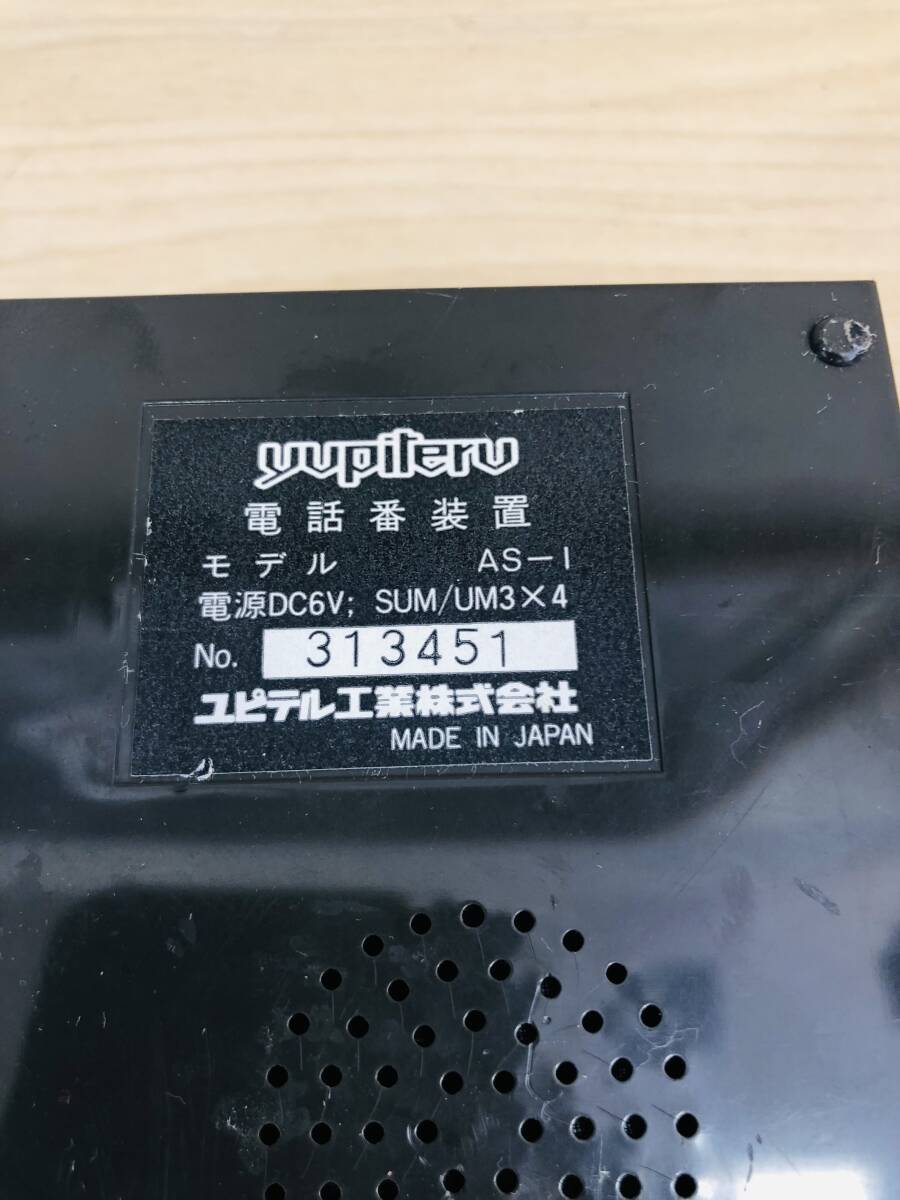 yupiteru
電話番装置
モデル AS-1
電源DC6V; SUM/UM3×4
No. 313451
ユピテル工業株式会社
MADE IN JAPAN